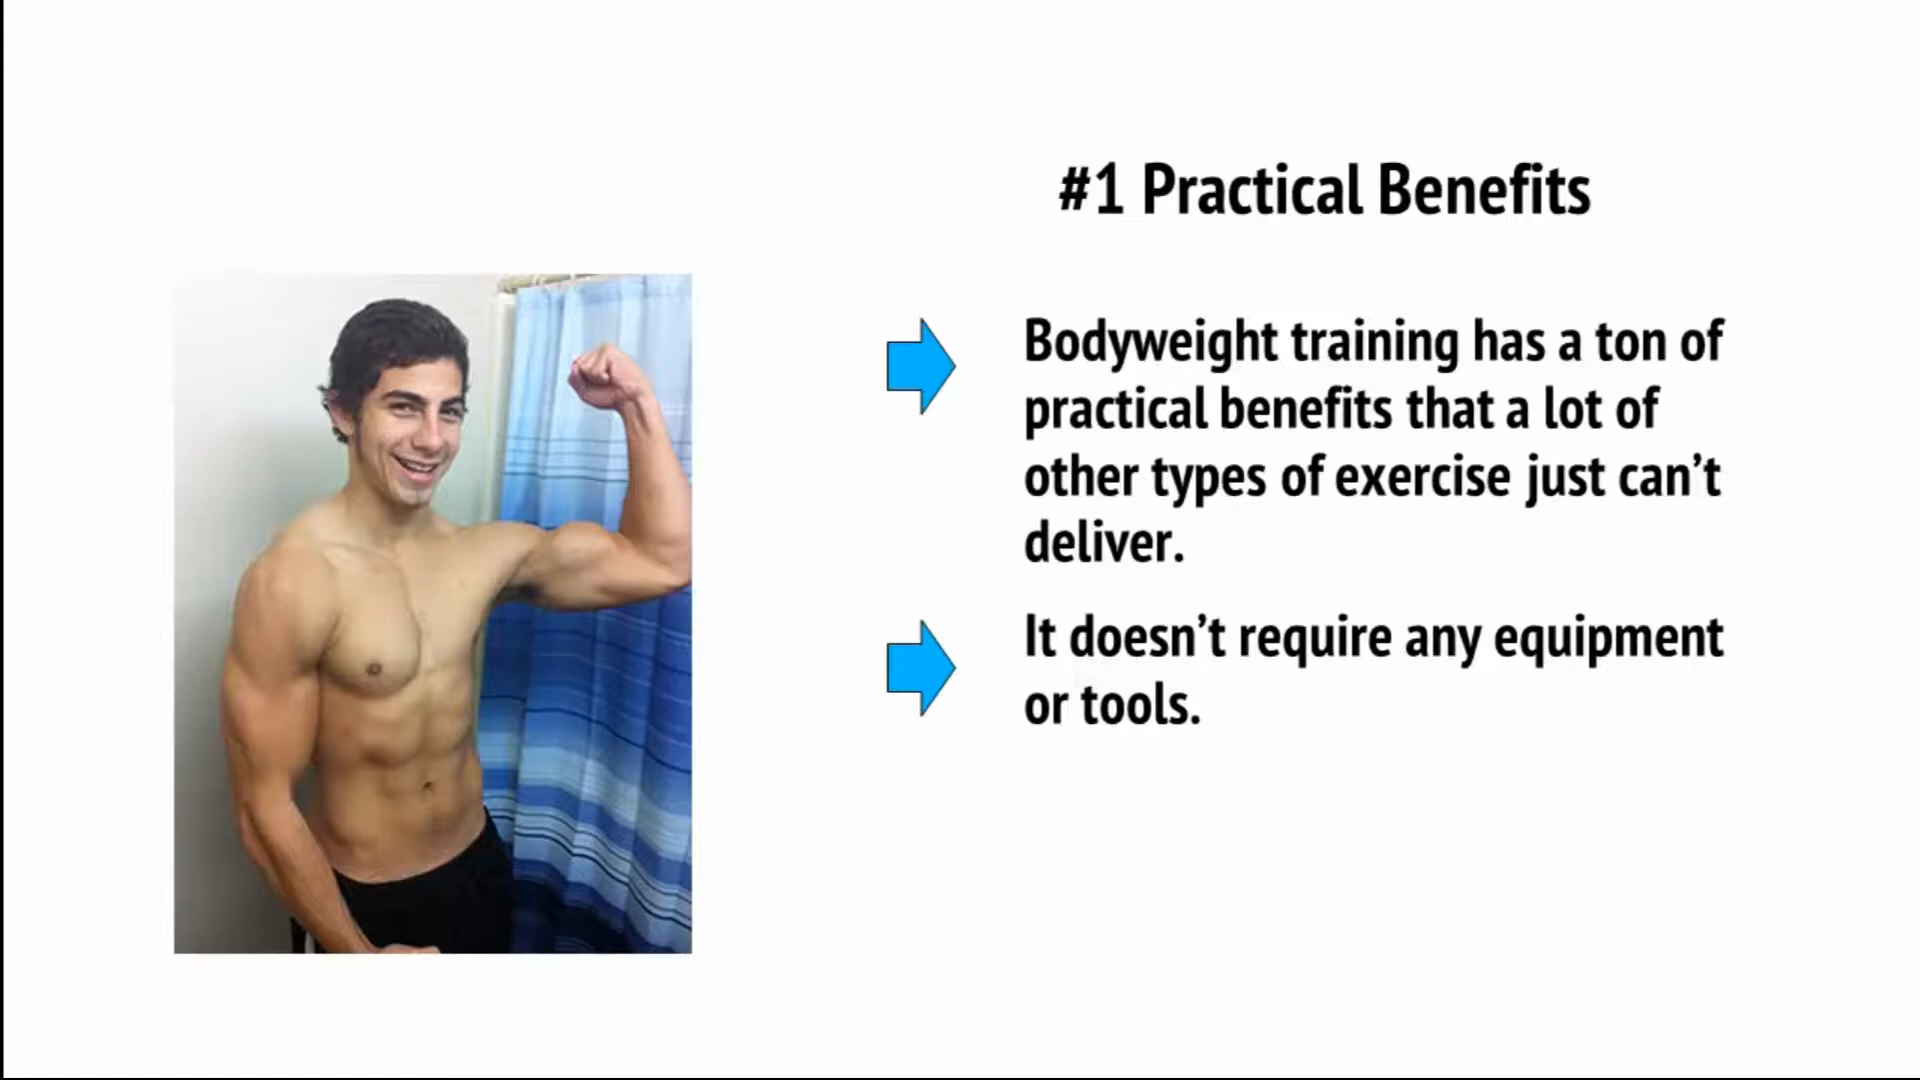 #1 Practical Benefits
Bodyweight training has a ton of
practical benefits that a lot of
other types of exercise just can’t
deliver.
It doesn’t require any equipment
or tools.